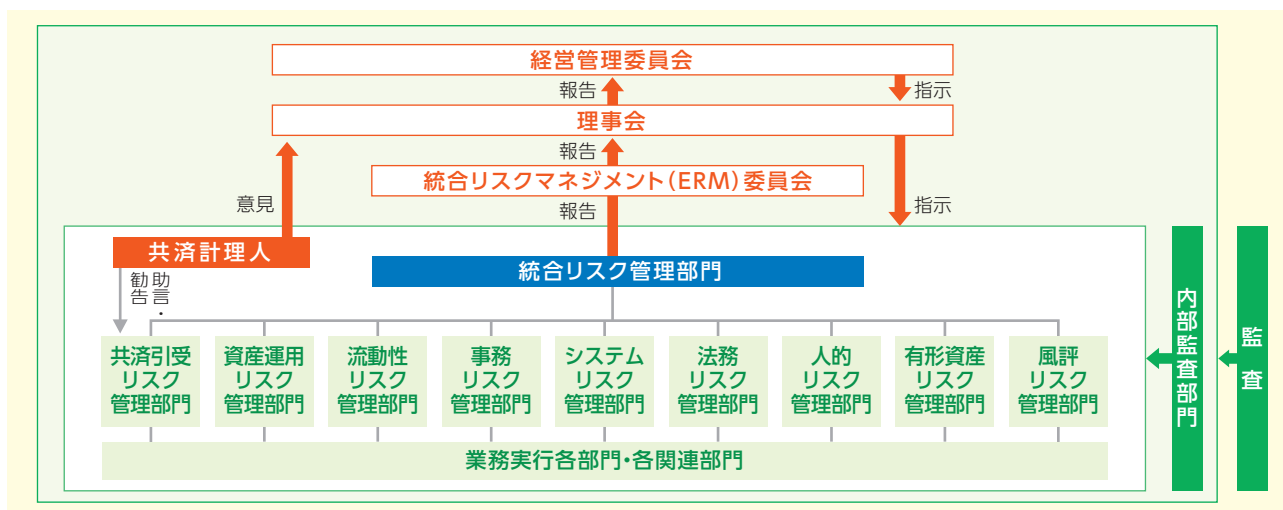 経営管理委員会
報告
指示
理事会
報告
統合リスクマネジメント（ERM）委員会
意見
報告
指示
共済計理人
統合リスク管理部門
助言・
勧告
共済引受
リスク
管理部門
資産運用
リスク
管理部門
流動性
リスク
管理部門
事務
リスク
管理部門
システム
リスク
管理部門
法務
リスク
管理部門
人的
リスク
管理部門
有形資産
リスク
管理部門
風評
リスク
管理部門
業務実行各部門・各関連部門
内部監査部門
監査